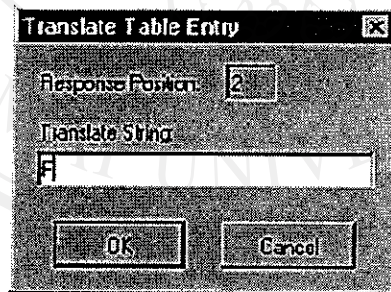 Translate Table Entry
Response Position: 2
Translate String:
F
OK Cancel